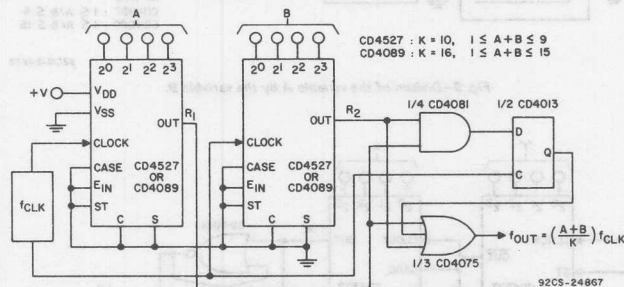 A
B
CD4527 : K = 10, 1 ≤ A+B ≤ 9
CD4089 : K = 16, 1 ≤ A+B ≤ 15
2⁰ 2¹ 2² 2³
+V
VDD
VSS
OUT
R₁
CLOCK
CASE
CD4527
OR
CD4089
EIN
ST
C S
fCLK
2⁰ 2¹ 2² 2³
OUT
R₂
CLOCK
CASE
CD4527
OR
CD4089
EIN
ST
C S
1/4 CD4081
1/2 CD4013
D
Q
C
fOUT = (A+B/K) fCLK
1/3 CD4075
92CS-24867